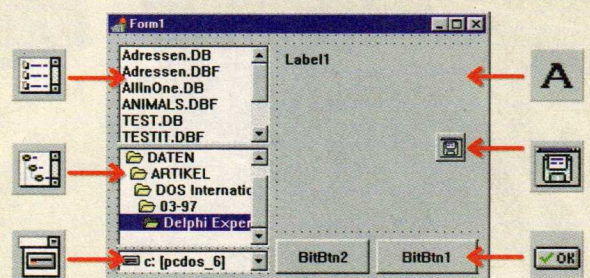 Form1
Adressen.DB
Adressen.DBF
AllInOne.DB
ANIMALS.DBF
TEST.DB
TESTIT.DBF
Label1
A
DATEN
ARTIKEL
DOS Internatic
03-97
Delphi Exper
c: [pcdos_6]
BitBtn2
BitBtn1
OK